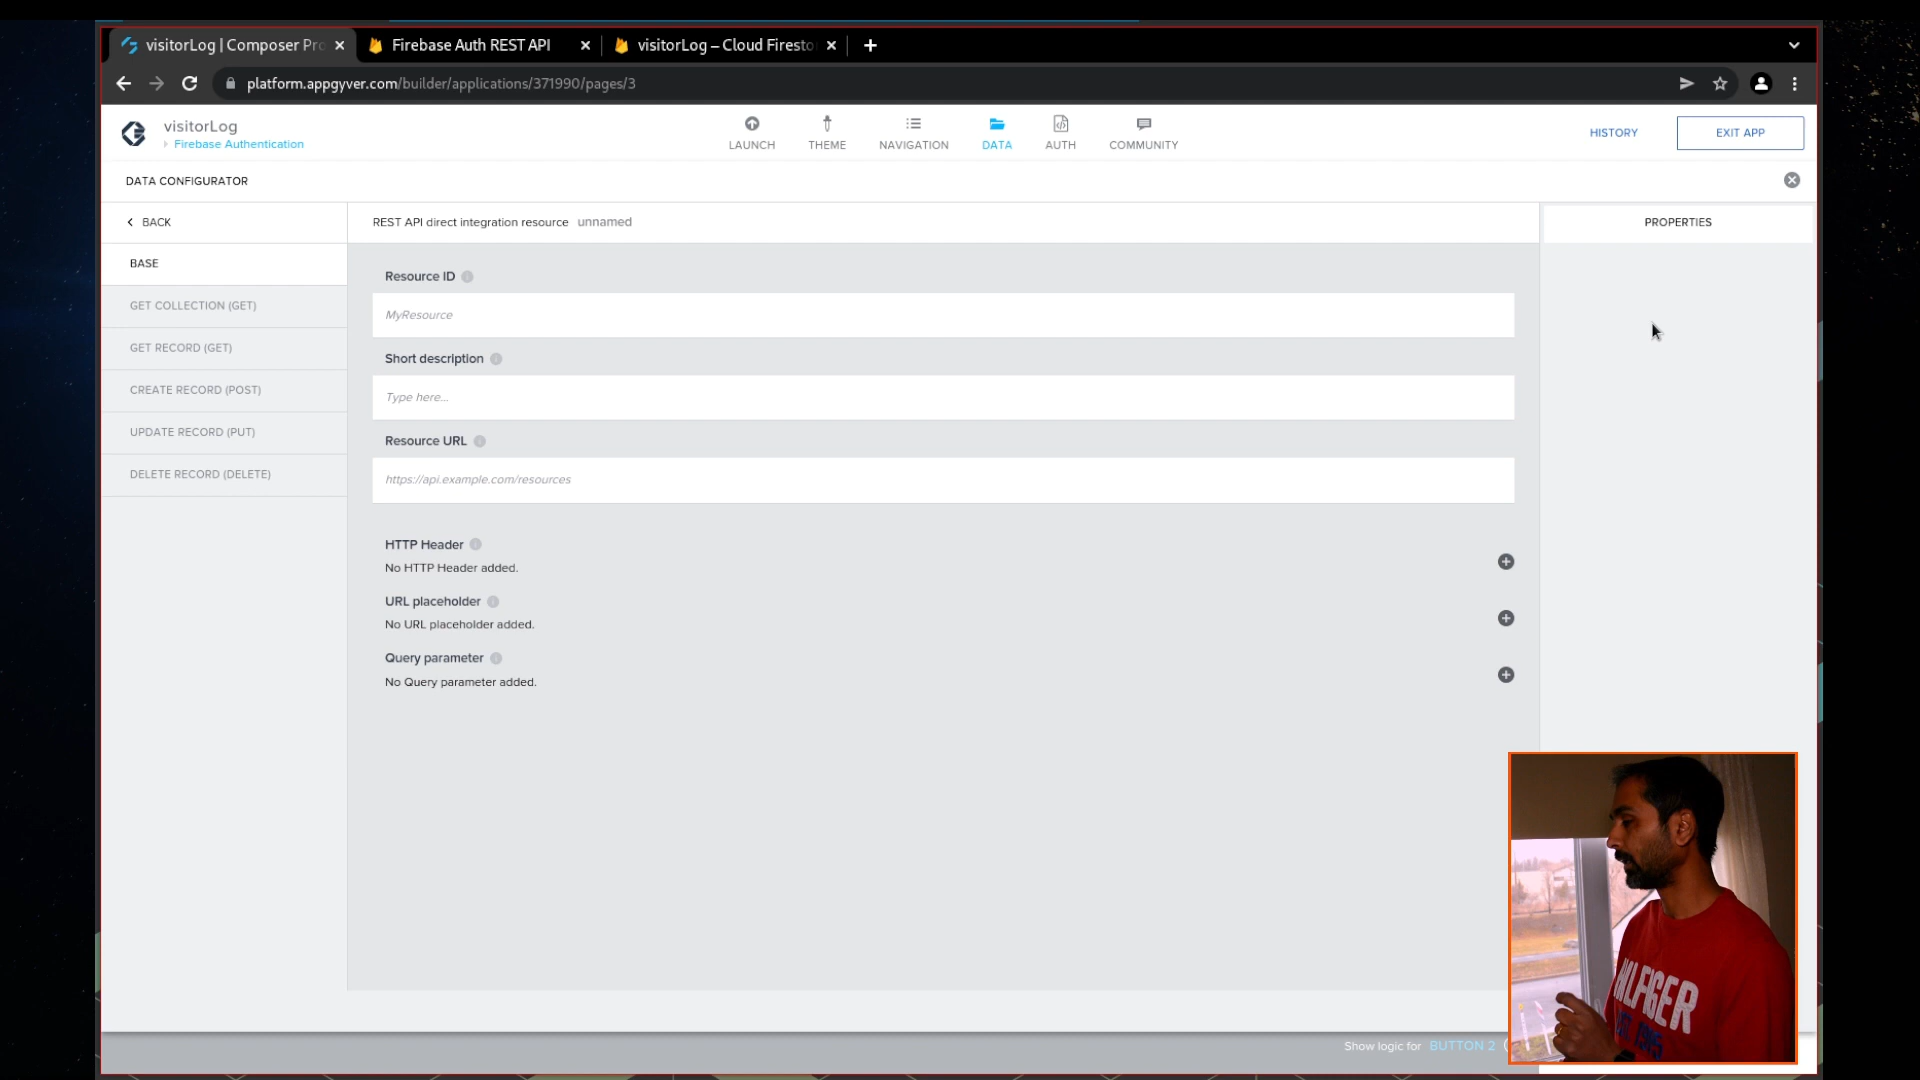 visitorLog | Composer Pro
Firebase Auth REST API
visitorLog – Cloud Firesto
platform.appgyver.com/builder/applications/371990/pages/3
visitorLog
Firebase Authentication
LAUNCH
THEME
NAVIGATION
DATA
AUTH
COMMUNITY
HISTORY
EXIT APP
DATA CONFIGURATOR
BACK
REST API direct integration resource unnamed
PROPERTIES
BASE
GET COLLECTION (GET)
GET RECORD (GET)
CREATE RECORD (POST)
UPDATE RECORD (PUT)
DELETE RECORD (DELETE)
Resource ID
MyResource
Short description
Type here...
Resource URL
https://api.example.com/resources
HTTP Header
No HTTP Header added.
URL placeholder
No URL placeholder added.
Query parameter
No Query parameter added.
Show logic for BUTTON 2
HILFIGER